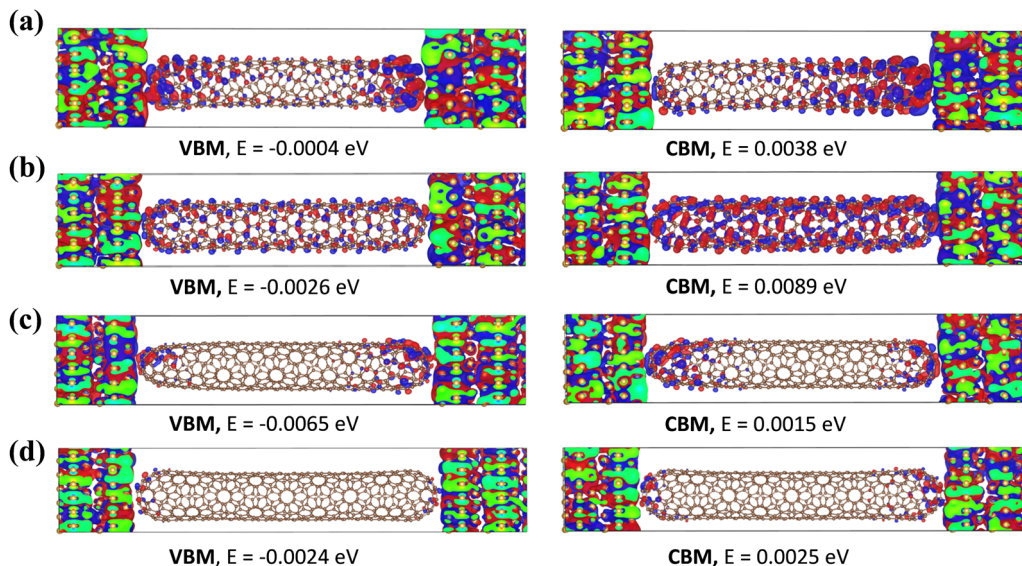 (a)
VBM, E = -0.0004 eV
CBM, E = 0.0038 eV
(b)
VBM, E = -0.0026 eV
CBM, E = 0.0089 eV
(c)
VBM, E = -0.0065 eV
CBM, E = 0.0015 eV
(d)
VBM, E = -0.0024 eV
CBM, E = 0.0025 eV